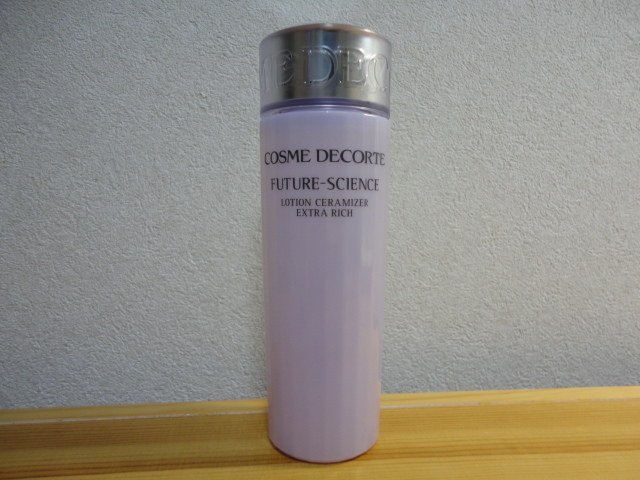 COSME DECORTE
FUTURE-SCIENCE
LOTION CERAMIZER
EXTRA RICH